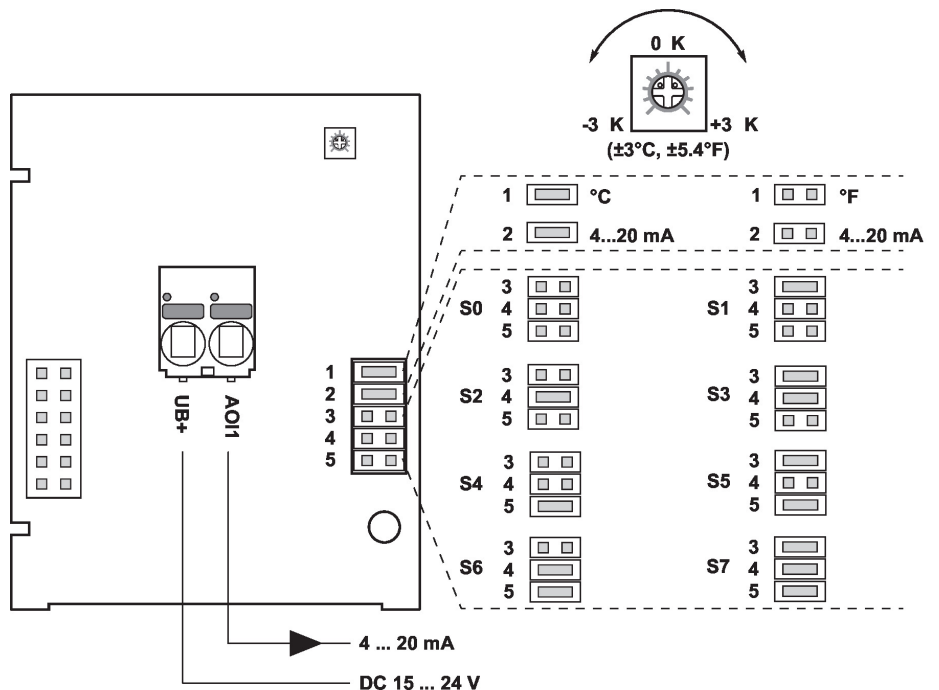 0 K
-3 K
+3 K
(±3°C, ±5.4°F)
1 °C
1 °F
2 4...20 mA
2 4...20 mA
S0 3 4 5
S1 3 4 5
S2 3 4 5
S3 3 4 5
S4 3 4 5
S5 3 4 5
S6 3 4 5
S7 3 4 5
1
2
3
4
5
UB+
AOI1
4 ... 20 mA
DC 15 ... 24 V